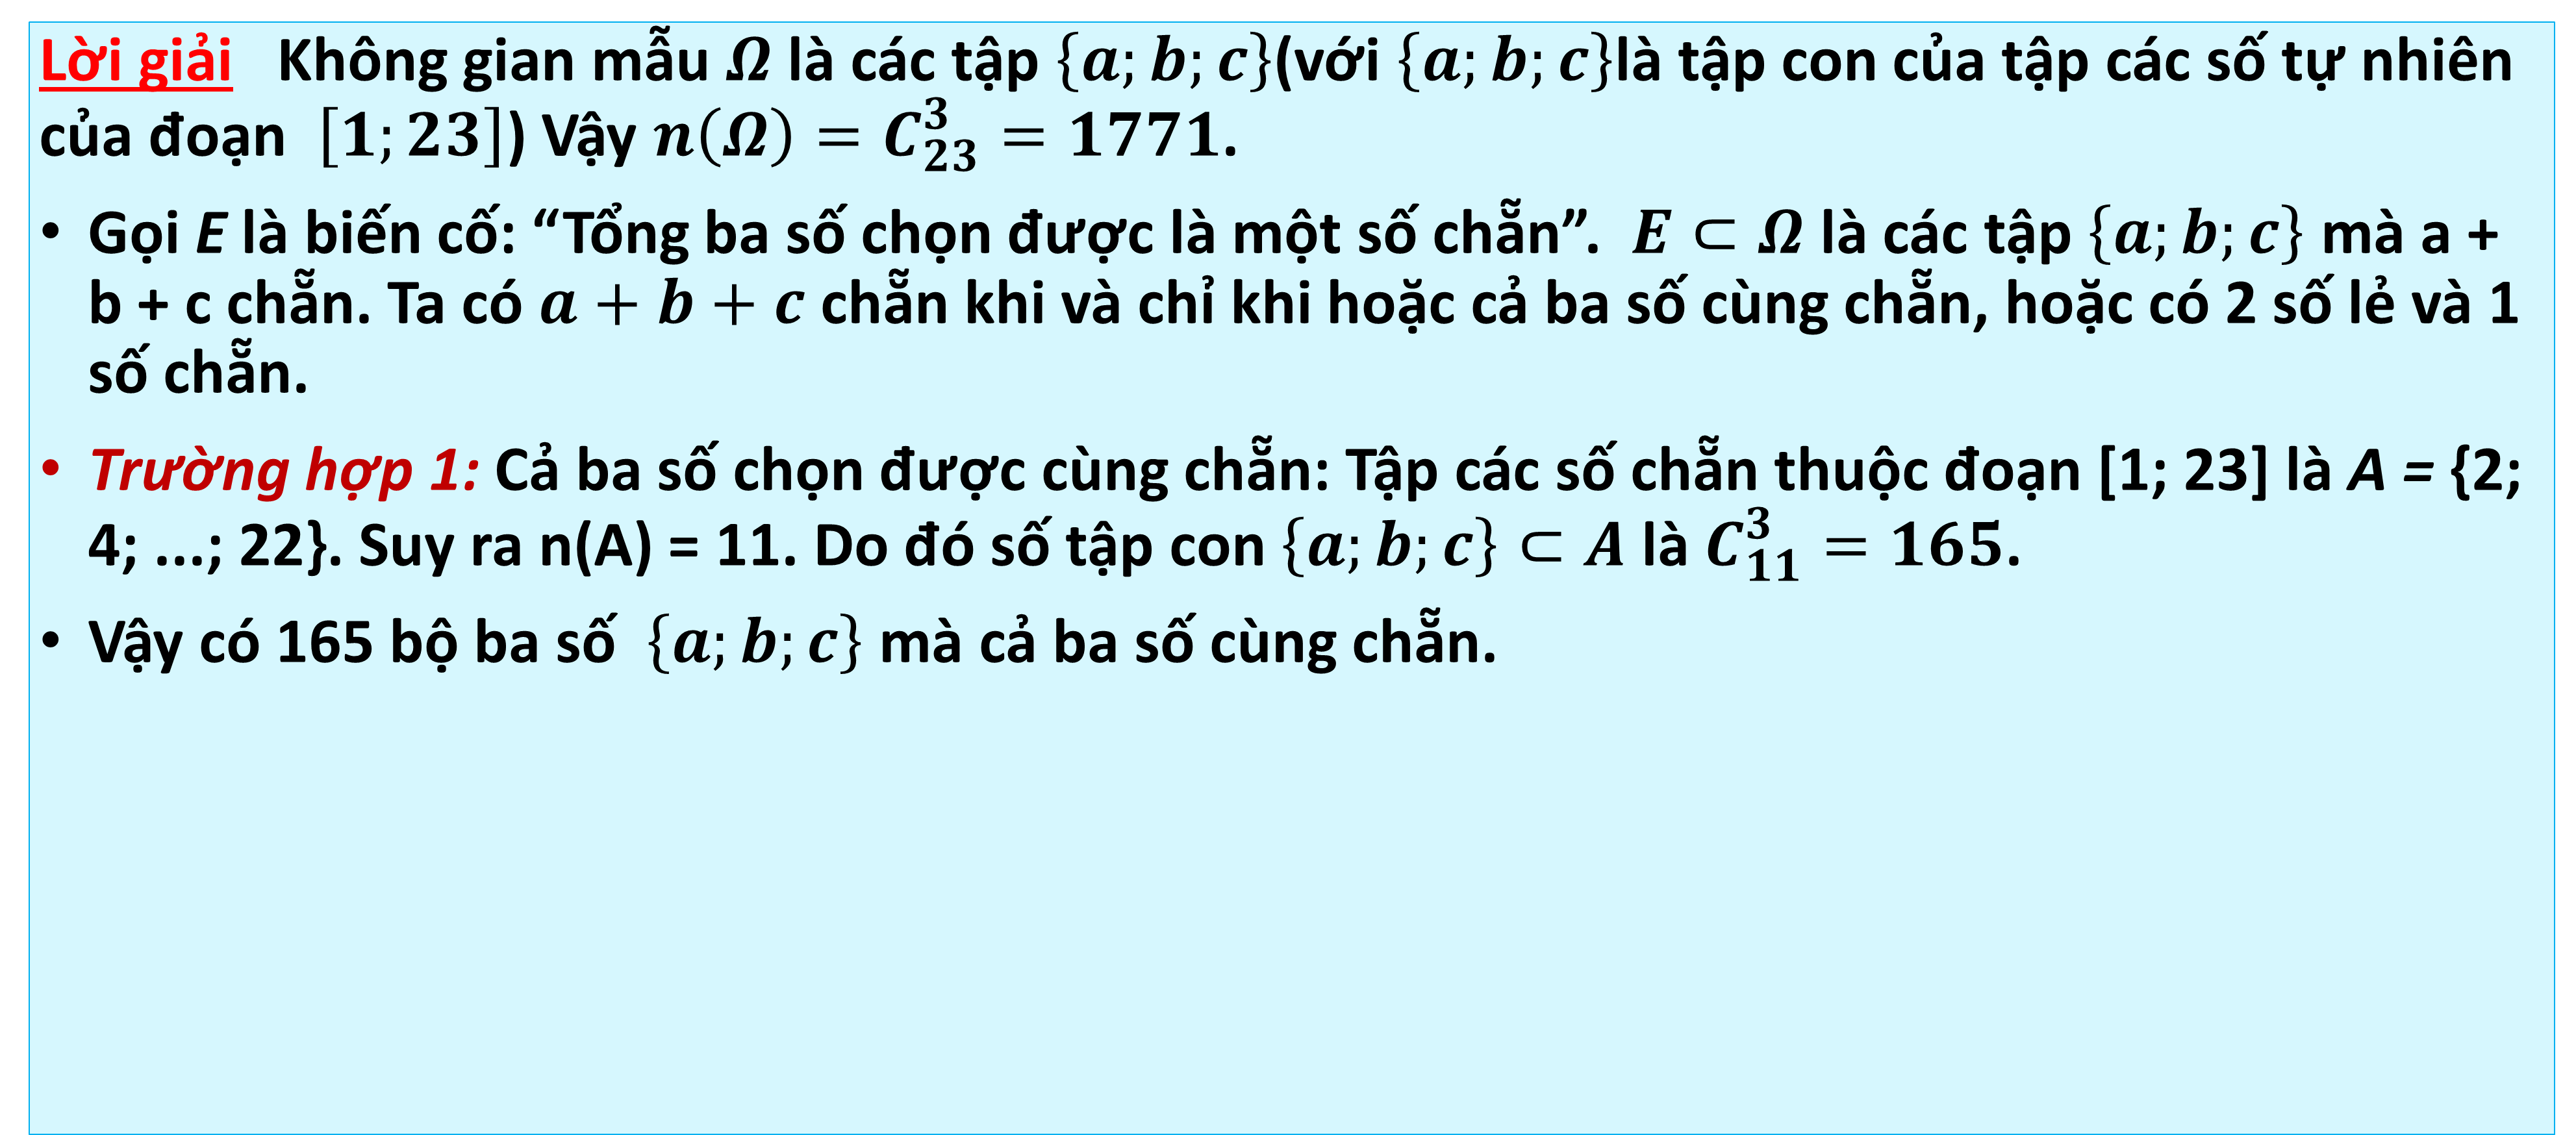 Lời giải Không gian mẫu Ω là các tập {a; b; c}(với {a; b; c}là tập con của tập các số tự nhiên
của đoạn [1; 23]) Vậy n(Ω) = C₂₃³ = 1771.
• Gọi E là biến cố: “Tổng ba số chọn được là một số chẵn”. E ⊂ Ω là các tập {a; b; c} mà a +
b + c chẵn. Ta có a + b + c chẵn khi và chỉ khi hoặc cả ba số cùng chẵn, hoặc có 2 số lẻ và 1
số chẵn.
• Trường hợp 1: Cả ba số chọn được cùng chẵn: Tập các số chẵn thuộc đoạn [1; 23] là A = {2;
4; ...; 22}. Suy ra n(A) = 11. Do đó số tập con {a; b; c} ⊂ A là C₁₁³ = 165.
• Vậy có 165 bộ ba số {a; b; c} mà cả ba số cùng chẵn.